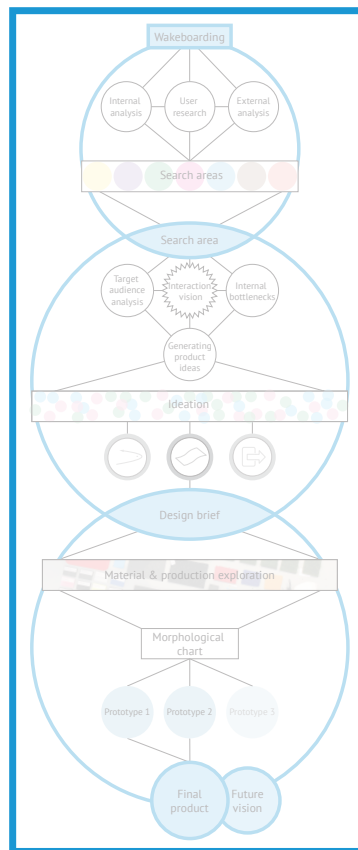 Wakeboarding
Internal
analysis
User
research
External
analysis
Search areas
Search area
Target
audience
analysis
Interaction
vision
Internal
bottlenecks
Generating
product
ideas
Ideation
Design brief
Material & production exploration
Morphological
chart
Prototype 1
Prototype 2
Prototype 3
Final
product
Future
vision